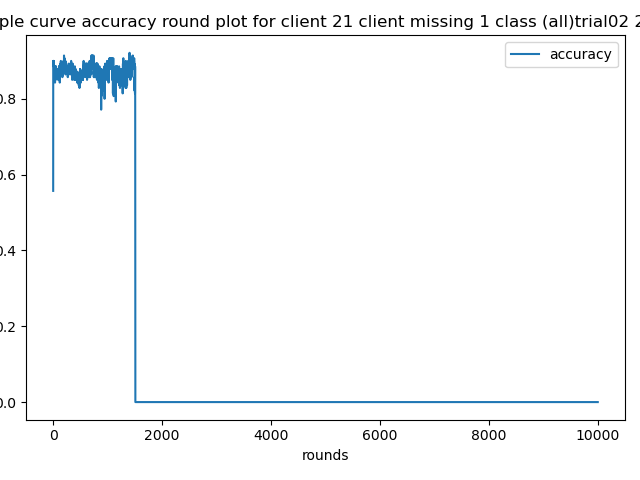 ple curve accuracy round plot for client 21 client missing 1 class (all)trial02 2
accuracy
0.8
0.6
0.4
0.2
0.0
0 2000 4000 6000 8000 10000
rounds